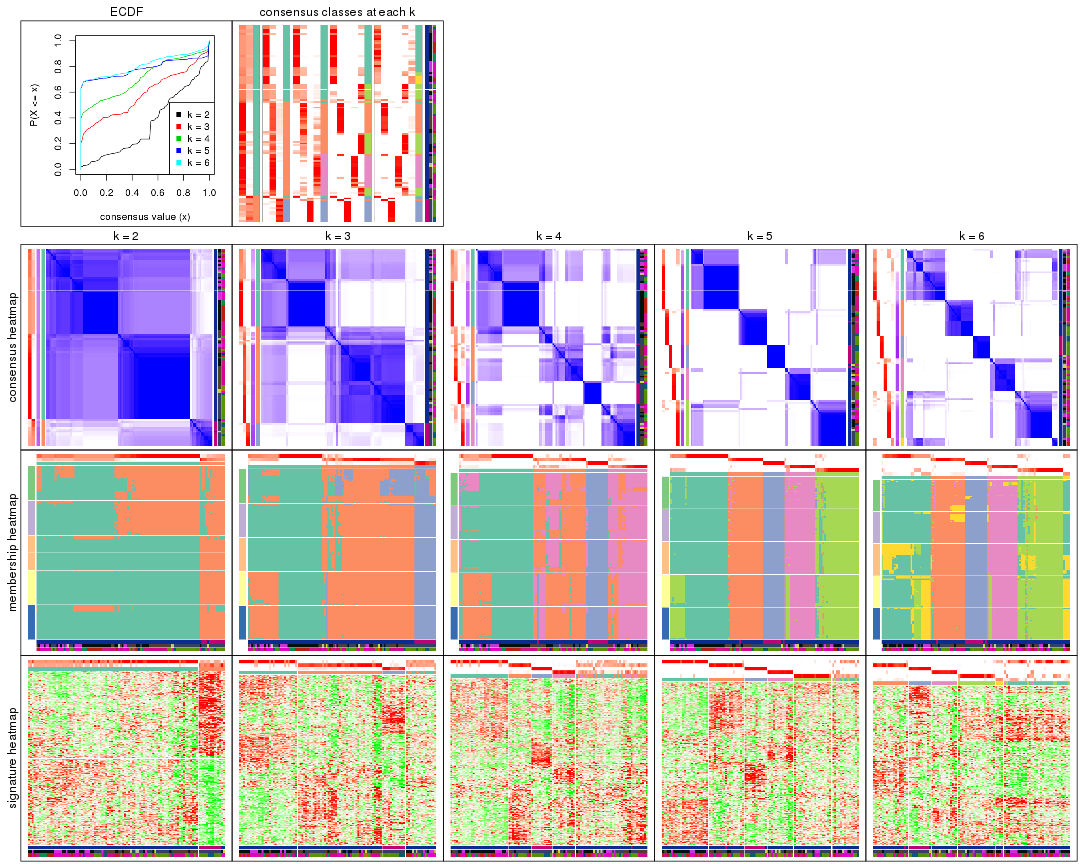 ECDF
consensus classes at each k
P(X <= x)
0.0 0.2 0.4 0.6 0.8 1.0
k = 2
k = 3
k = 4
k = 5
k = 6
0.0 0.2 0.4 0.6 0.8 1.0
consensus value (x)
k = 2 k = 3 k = 4 k = 5 k = 6
consensus heatmap
membership heatmap
signature heatmap